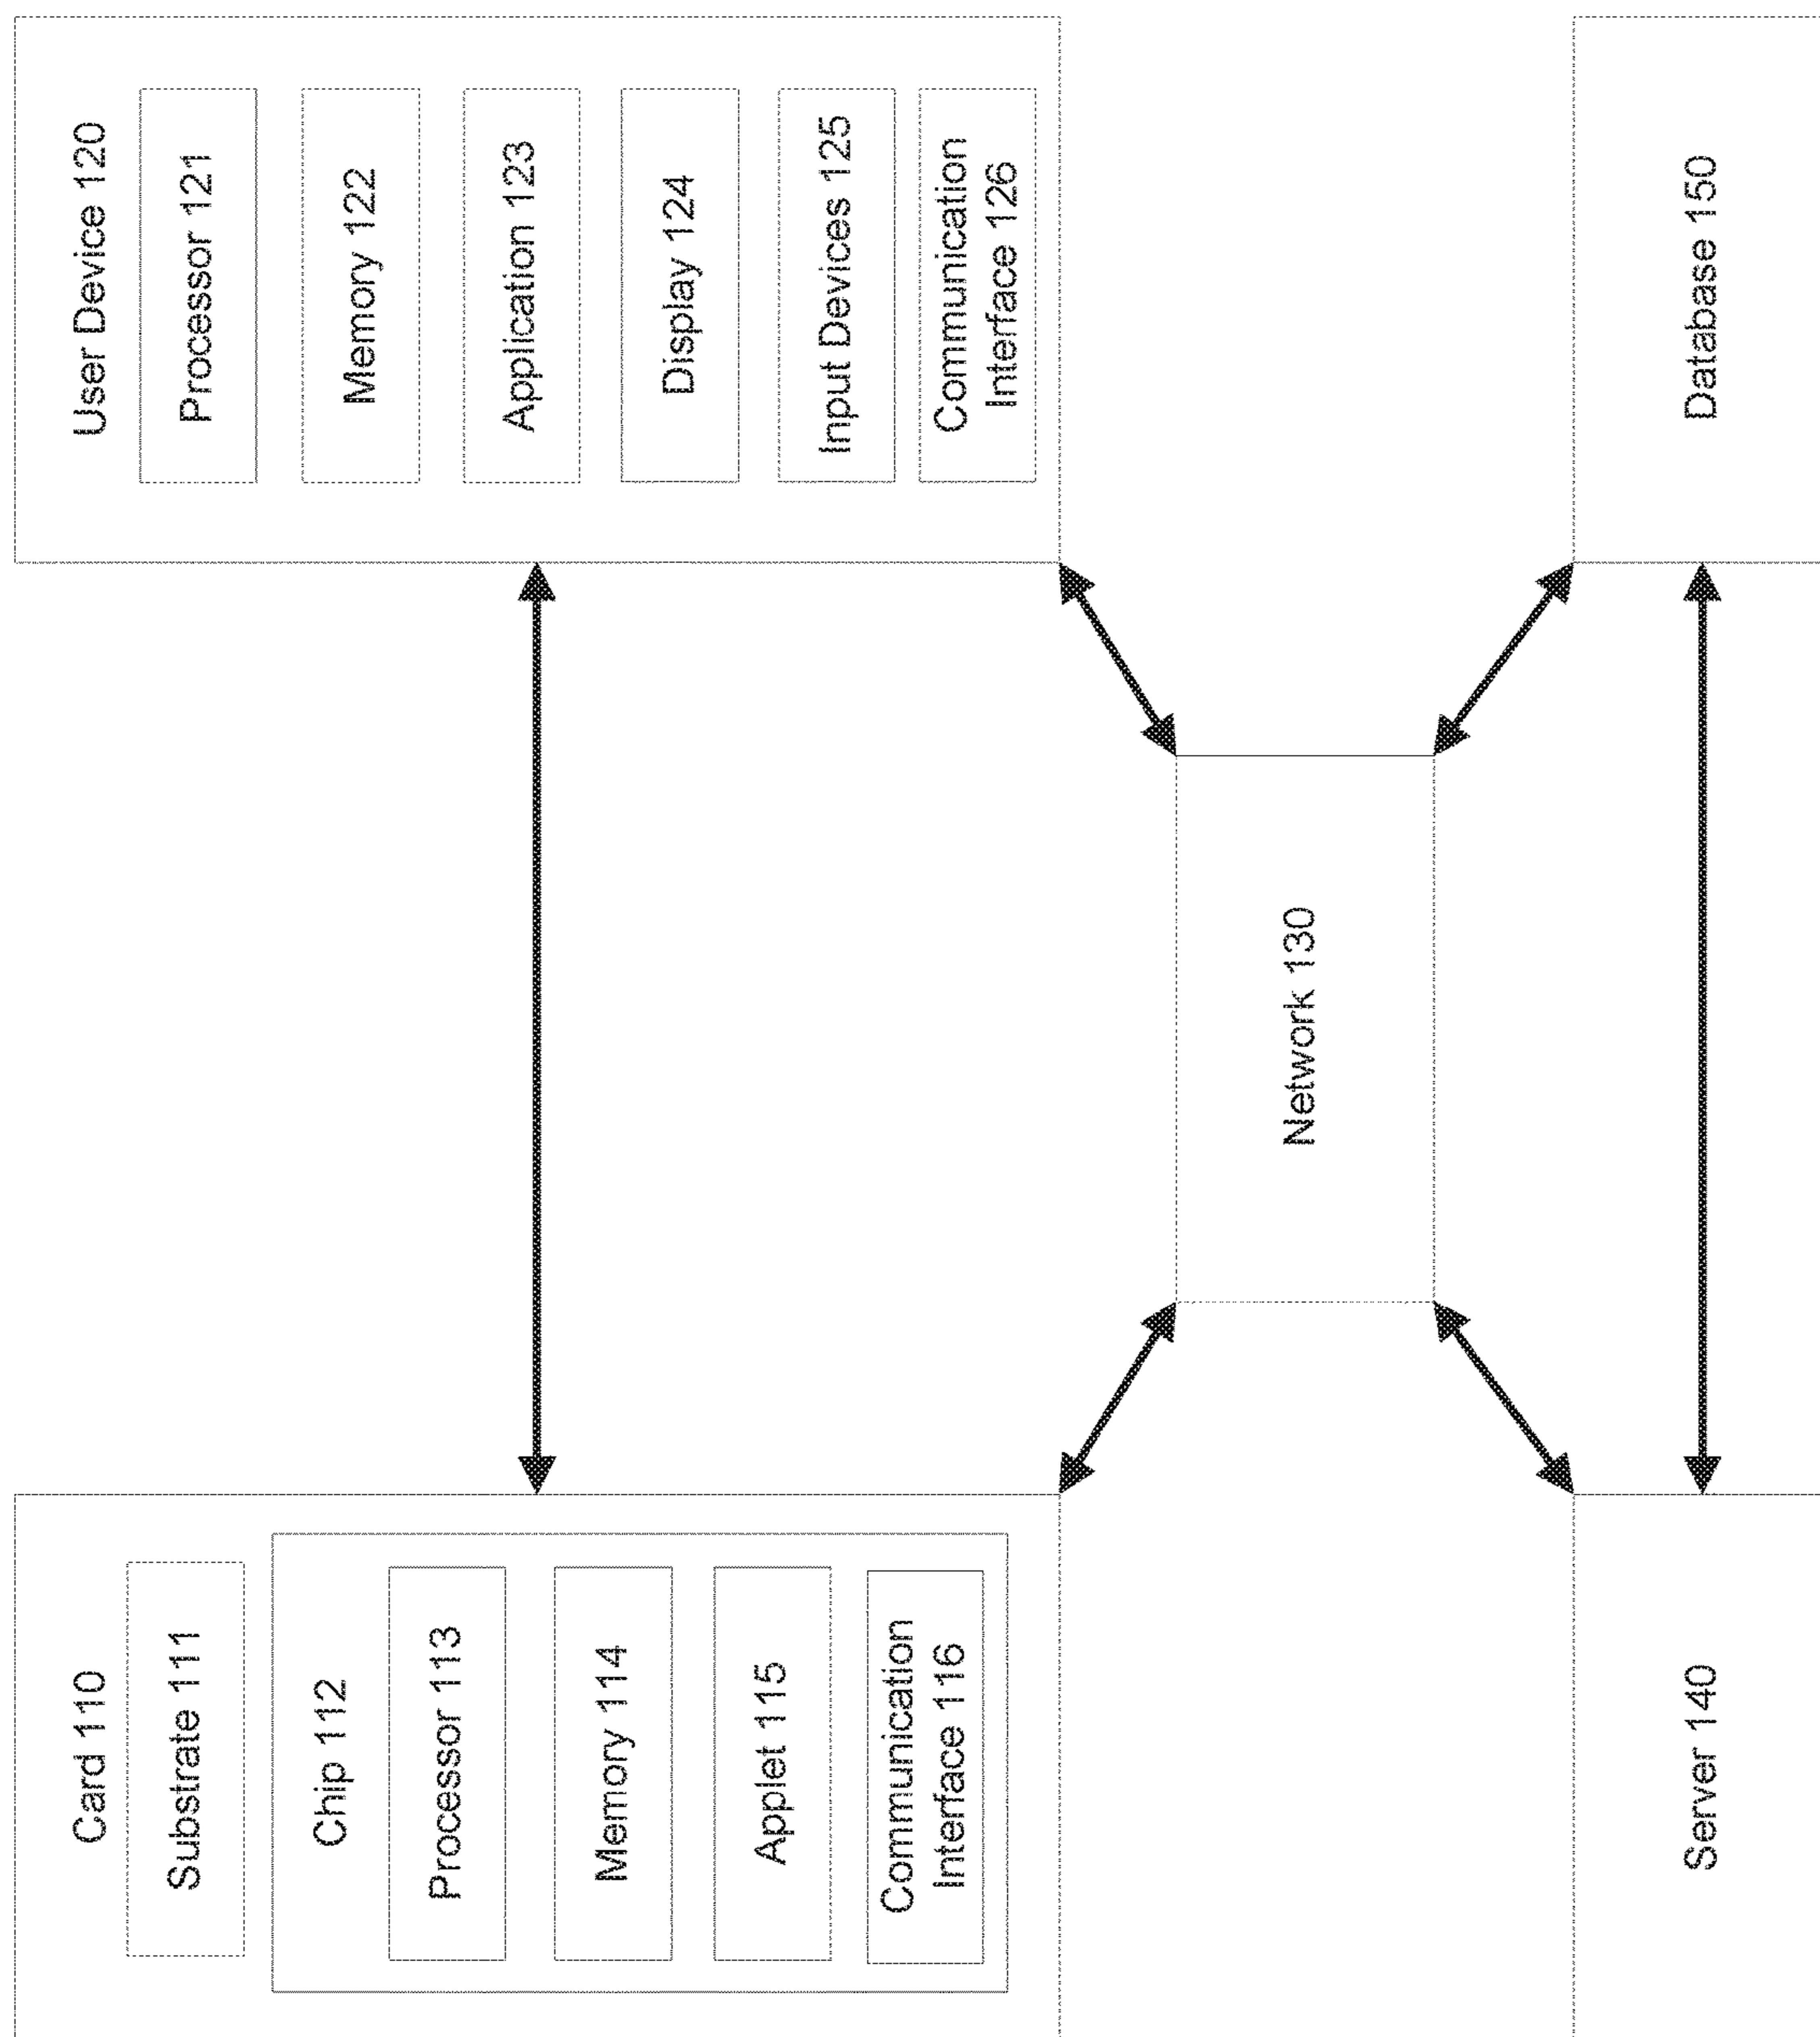 Card 110
Substrate 111
Chip 112
Processor 113
Memory 114
Applet 115
Communication
Interface 116
User Device 120
Processor 121
Memory 122
Application 123
Display 124
Input Devices 125
Communication
Interface 126
Network 130
Server 140
Database 150